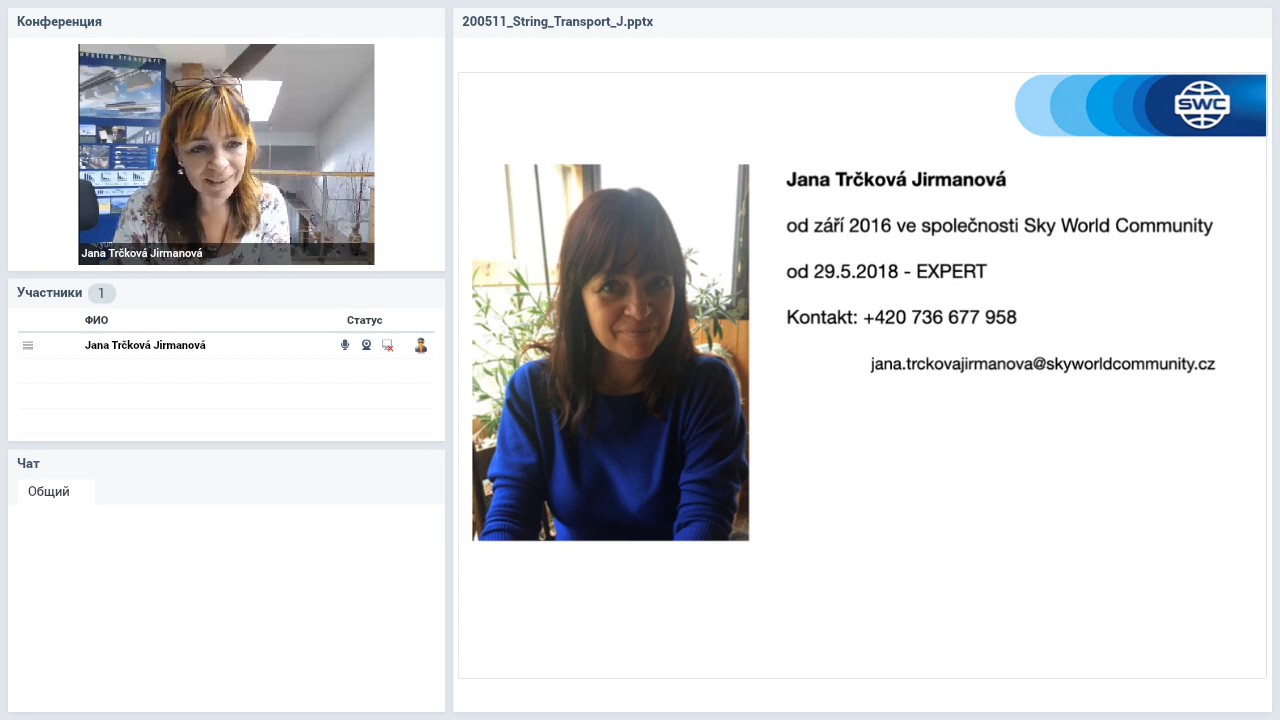 Конференция
Jana Trčková Jirmanová
Участники 1
ФИО Статус
Jana Trčková Jirmanová
Чат
Общий
200511_String_Transport_J.pptx
SWC
Jana Trčková Jirmanová
od září 2016 ve společnosti Sky World Community
od 29.5.2018 - EXPERT
Kontakt: +420 736 677 958
jana.trckovajirmanova@skyworldcommunity.cz